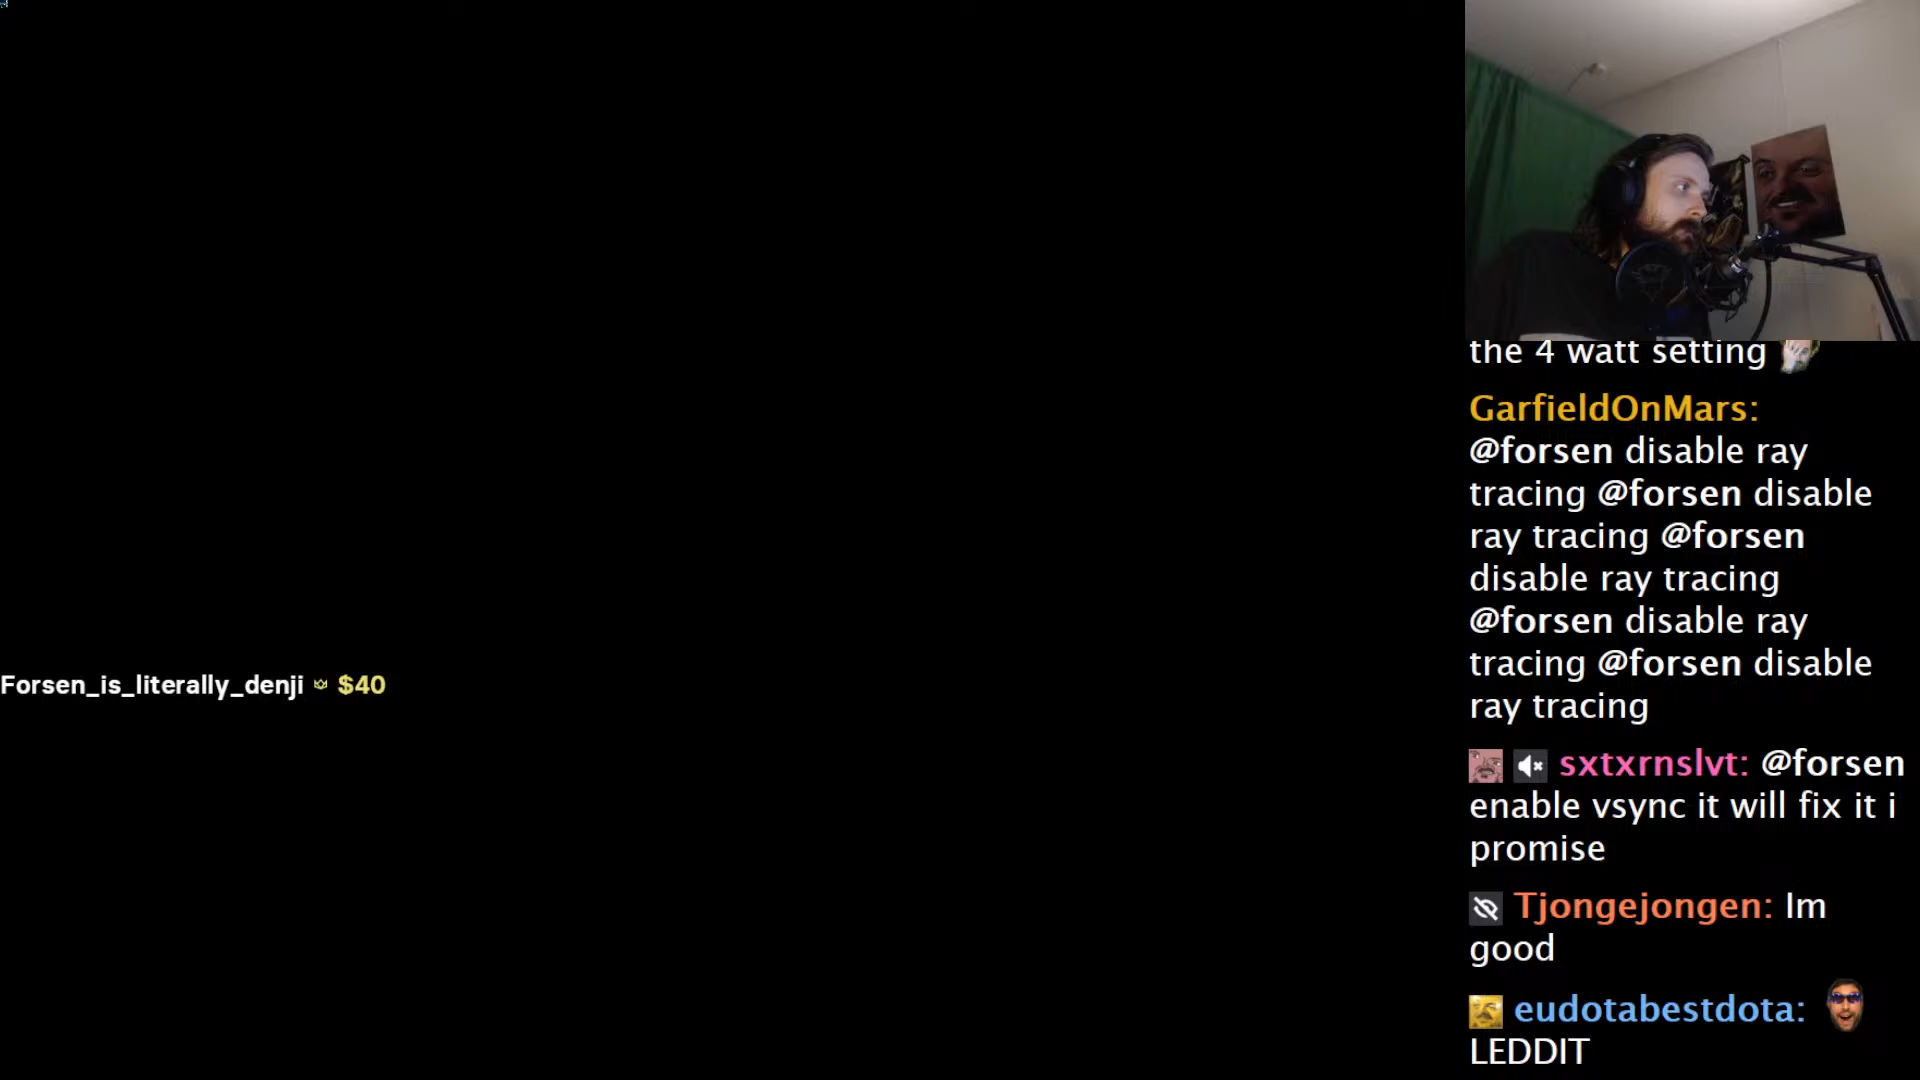 Forsen_is_literally_denji $40
the 4 watt setting
GarfieldOnMars:
@forsen disable ray
tracing @forsen disable
ray tracing @forsen
disable ray tracing
@forsen disable ray
tracing @forsen disable
ray tracing
sxtxrnslvt: @forsen
enable vsync it will fix it i
promise
Tjongejongen: Im
good
eudotabestdota:
LEDDIT